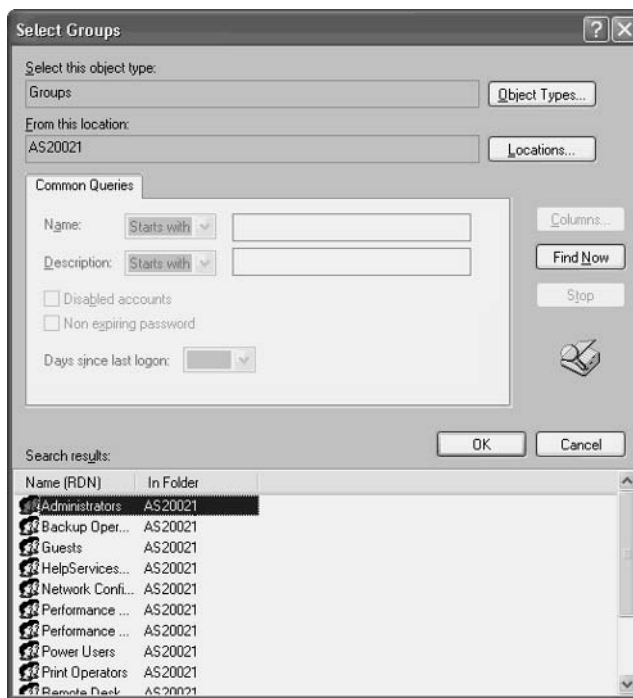 Select Groups
Select this object type:
Groups
Object Types...
From this location:
AS20021
Locations...
Common Queries
Name: Starts with
Columns...
Description: Starts with
Find Now
Disabled accounts
Stop
Non expiring password
Days since last logon:
OK Cancel
Search results:
Name (RDN) In Folder
Administrators AS20021
Backup Oper... AS20021
Guests AS20021
HelpServices... AS20021
Network Confi... AS20021
Performance ... AS20021
Performance ... AS20021
Power Users AS20021
Print Operators AS20021
Remote Desk AS20021